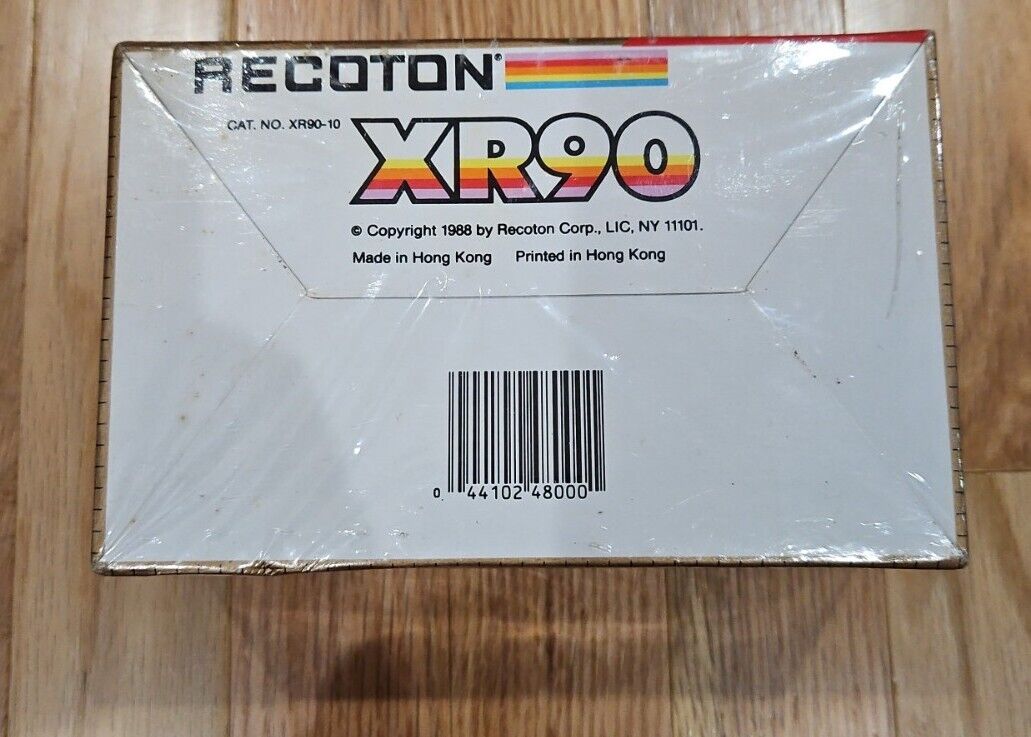 RECOTON®
CAT. NO. XR90-10
XR90
© Copyright 1988 by Recoton Corp., LIC, NY 11101.
Made in Hong Kong Printed in Hong Kong
0 44102 48000